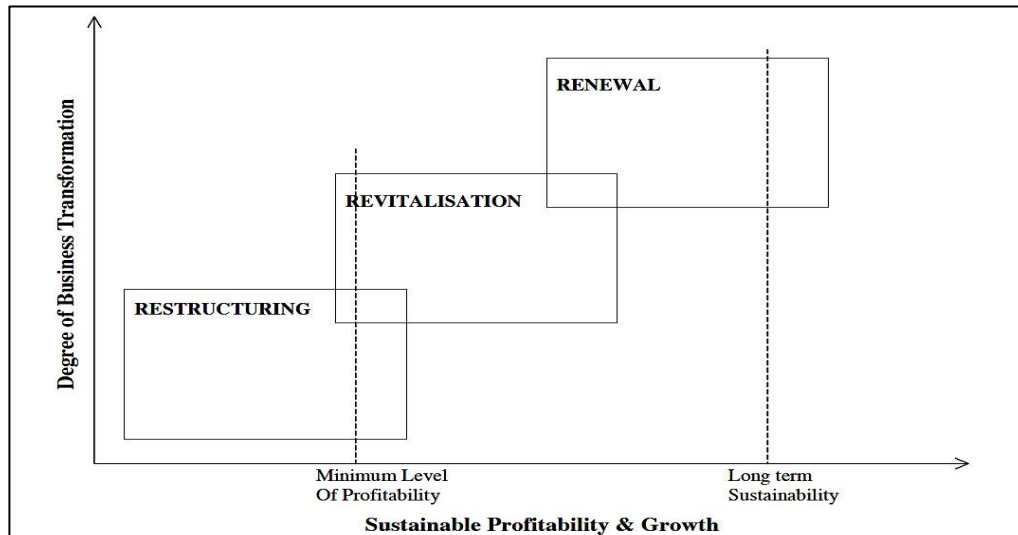 RENEWAL
REVITALISATION
RESTRUCTURING
Degree of Business Transformation
Minimum Level
Of Profitability
Long term
Sustainability
Sustainable Profitability & Growth